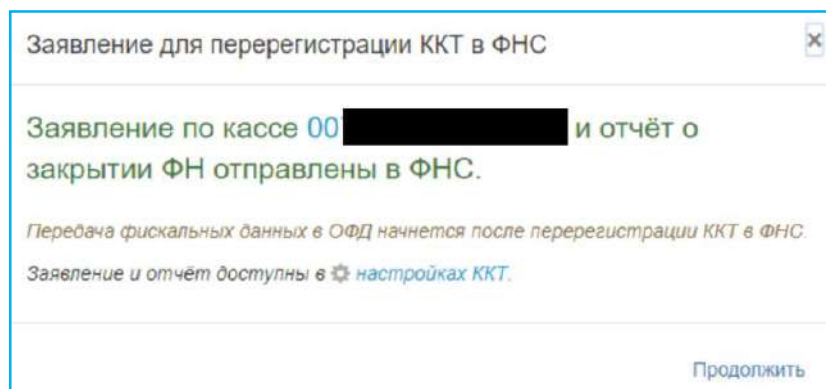 Заявление для перерегистрации ККТ в ФНС
×
Заявление по кассе 00 и отчёт о
закрытии ФН отправлены в ФНС.
Передача фискальных данных в ОФД начнется после перерегистрации ККТ в ФНС.
Заявление и отчёт доступны в настройках ККТ.
Продолжить